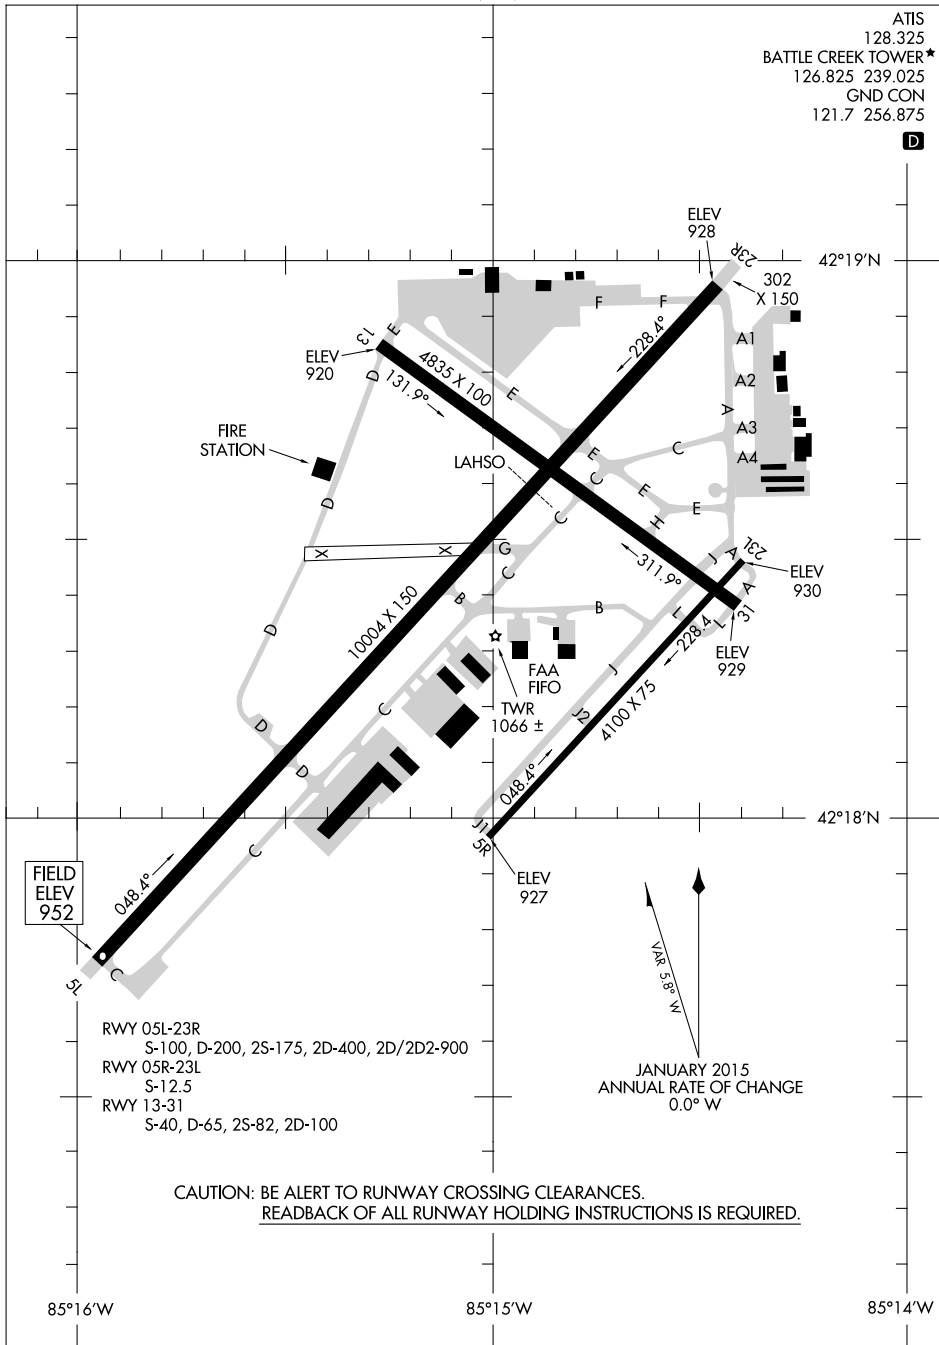 ATIS
128.325
BATTLE CREEK TOWER★
126.825 239.025
GND CON
121.7 256.875
D
ELEV
928
23R
42°19'N
302
X 150
F F
A1
13 E
ELEV
920
4835 X 100
131.9°
228.4°
D
E
A2
A
A3
A4
FIRE
STATION
LAHSO
E
C
C
E
E
C
H
D
X X
G
C
J
A
23L
311.9°
ELEV
930
A
B
B
10004 X 150
L
L
31
228.4
ELEV
929
D
FAA
FIFO
J
TWR
1066 ±
C
J2
4100 X 75
D
D
048.4°
J1
5R
42°18'N
C
FIELD
ELEV
952
048.4°
ELEV
927
C
5L
VAR 5.8° W
RWY 05L-23R
S-100, D-200, 2S-175, 2D-400, 2D/2D2-900
RWY 05R-23L
S-12.5
RWY 13-31
S-40, D-65, 2S-82, 2D-100
JANUARY 2015
ANNUAL RATE OF CHANGE
0.0° W
CAUTION: BE ALERT TO RUNWAY CROSSING CLEARANCES.
READBACK OF ALL RUNWAY HOLDING INSTRUCTIONS IS REQUIRED.
85°16'W
85°15'W
85°14'W